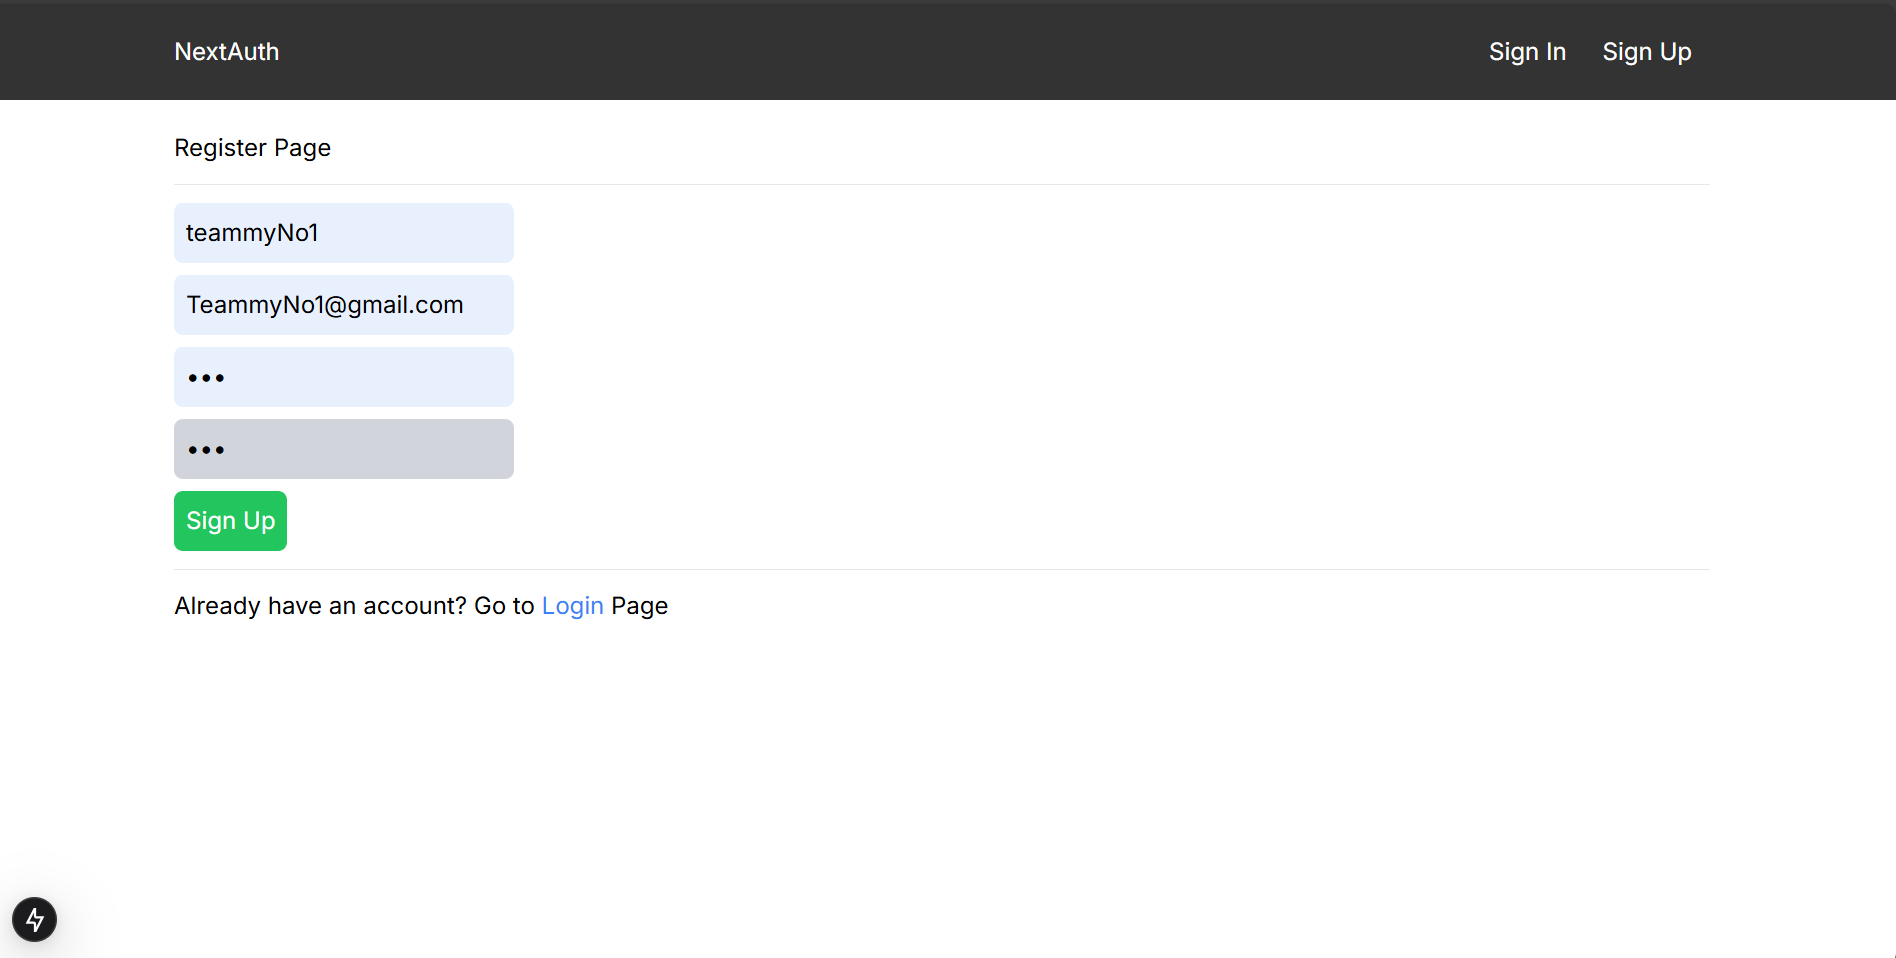 NextAuth
Sign In
Sign Up
Register Page
teammyNo1
TeammyNo1@gmail.com
•••
•••
Sign Up
Already have an account? Go to Login Page